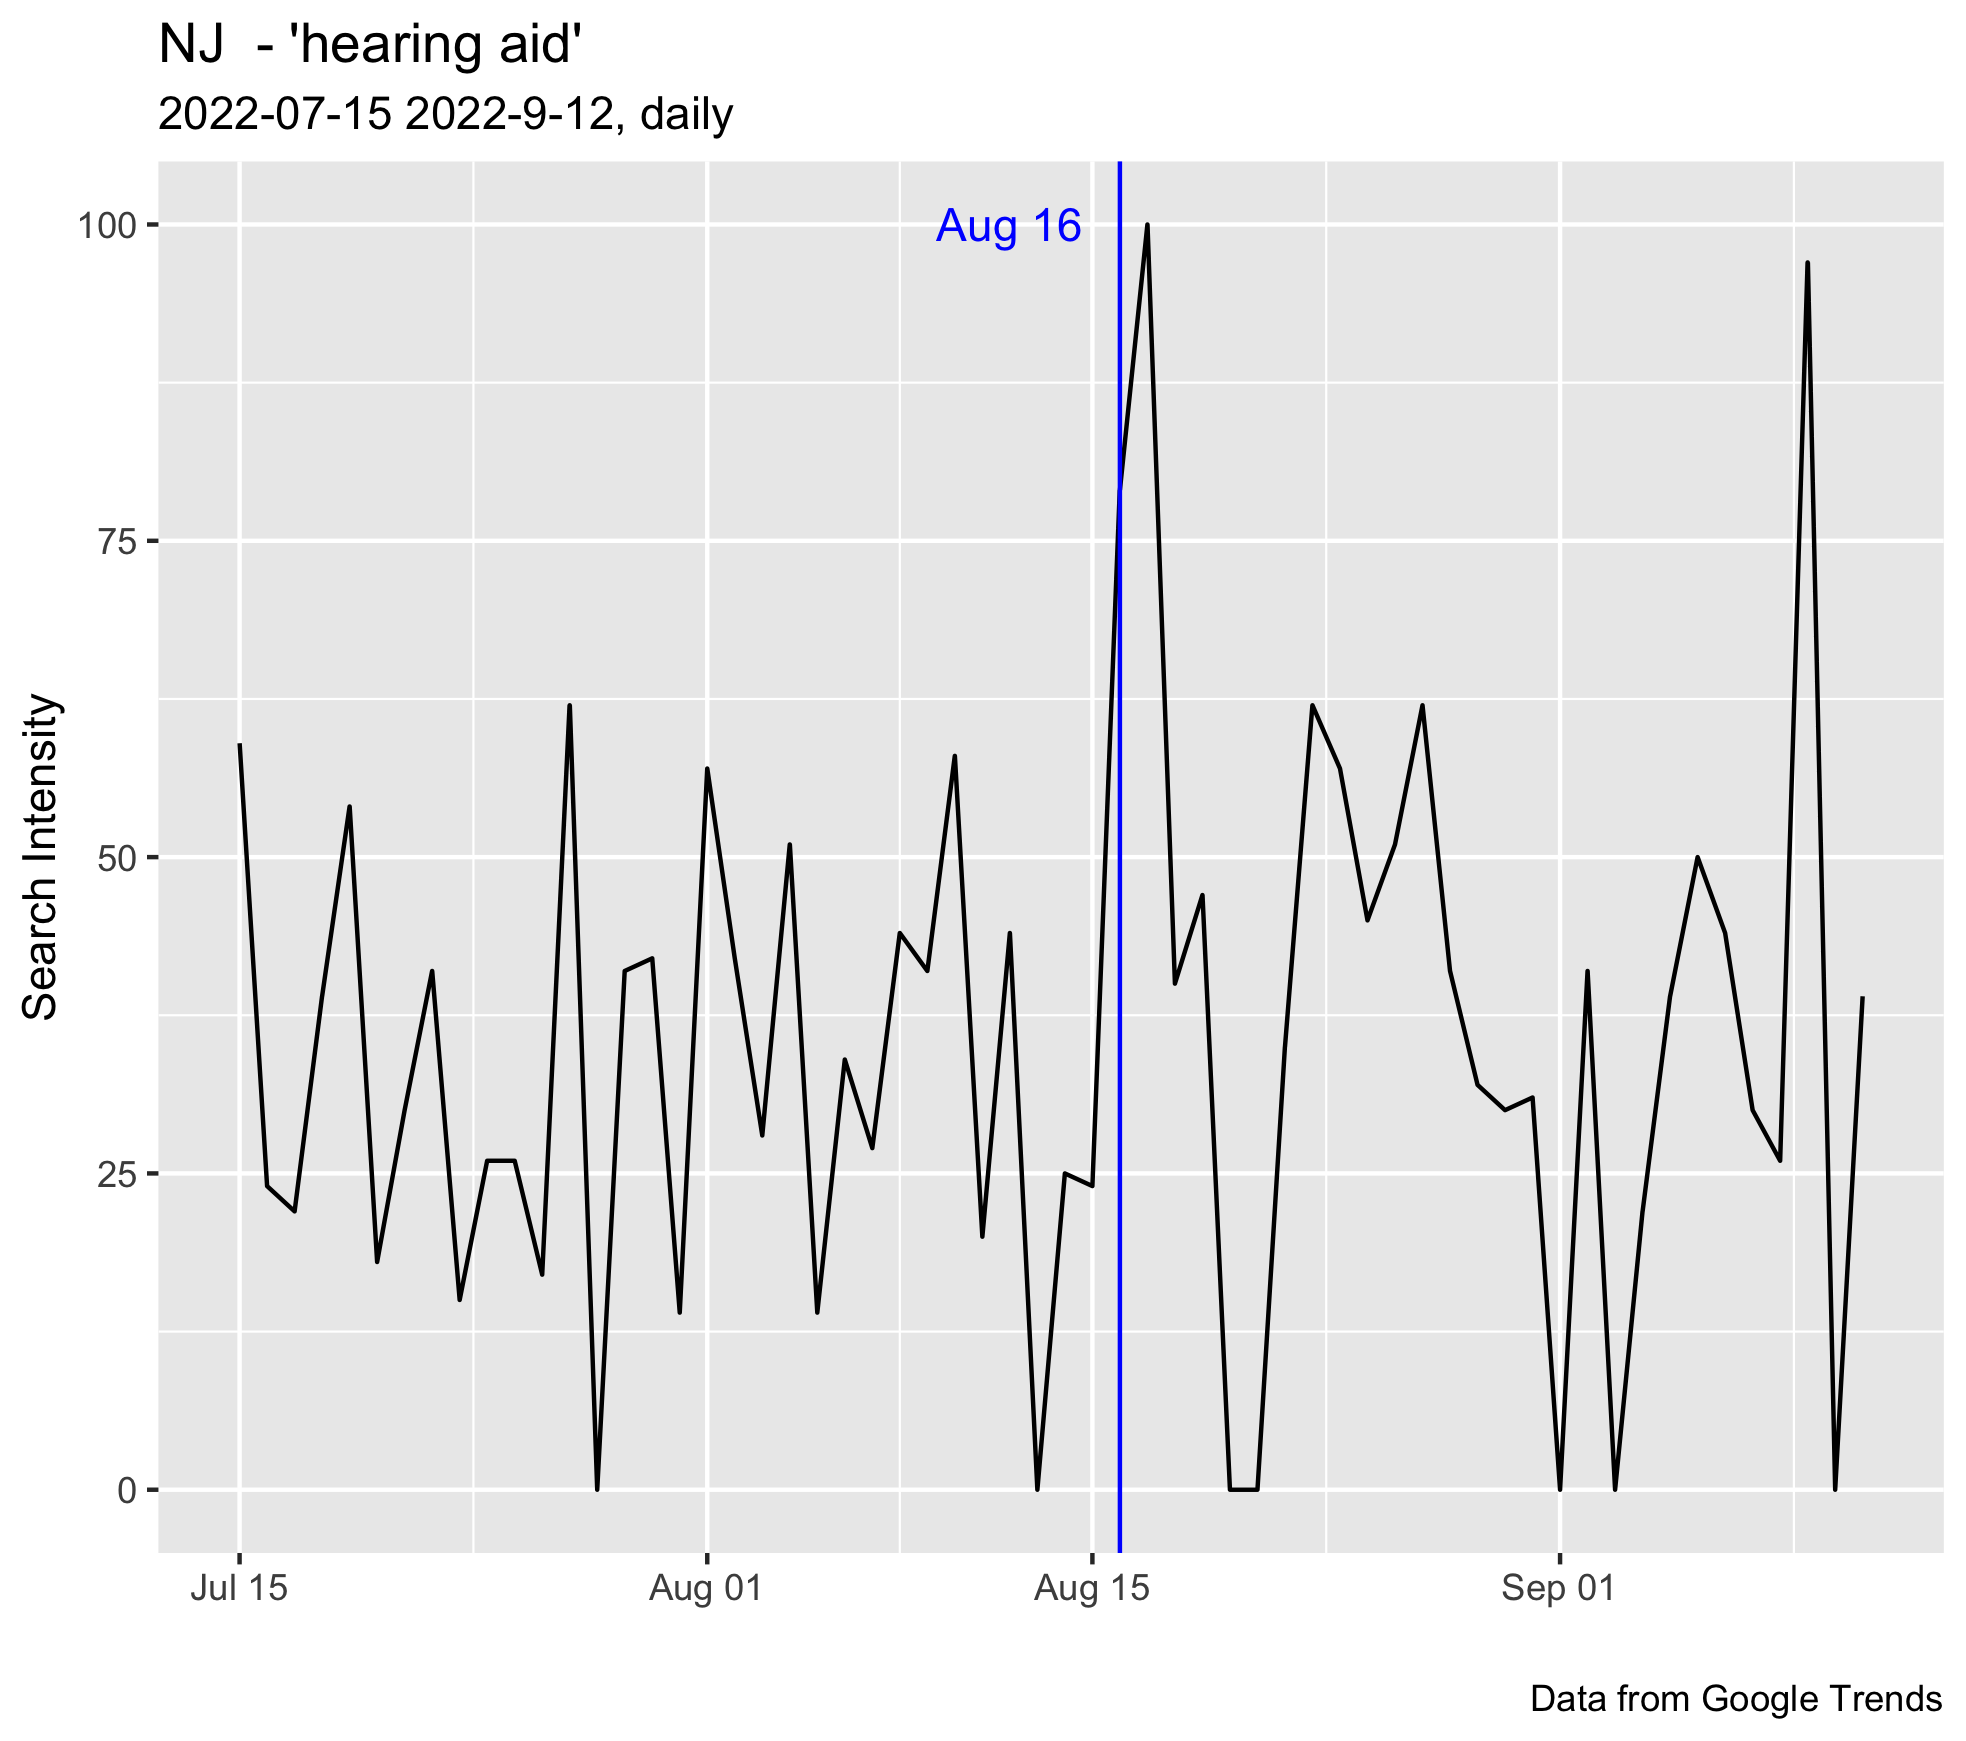 NJ  - 'hearing aid'
2022-07-15 2022-9-12, daily
Aug 16
100
75
50
25
0
Search Intensity
Jul 15
Aug 01
Aug 15
Sep 01
Data from Google Trends